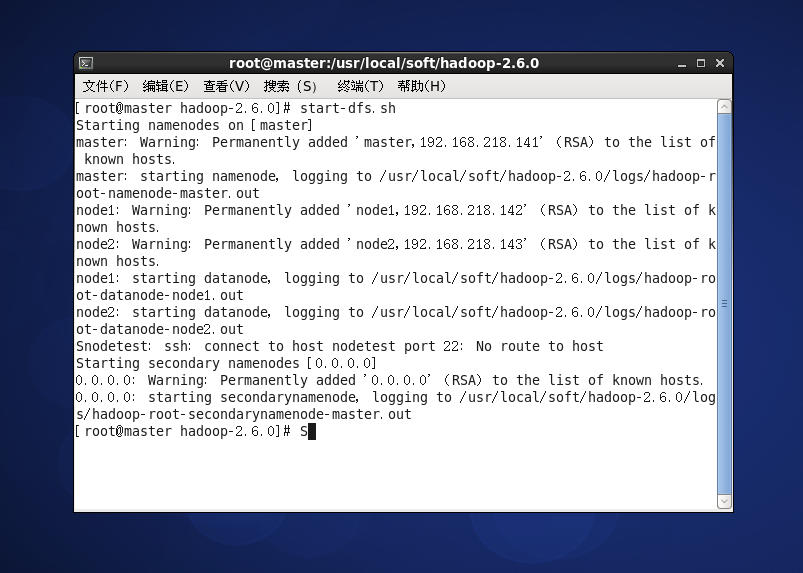 root@master:/usr/local/soft/hadoop-2.6.0
文件(F) 编辑(E) 查看(V) 搜索 (S) 终端(T) 帮助(H)
[root@master hadoop-2.6.0]# start-dfs.sh
Starting namenodes on [master]
master: Warning: Permanently added 'master,192.168.218.141' (RSA) to the list of
 known hosts.
master: starting namenode, logging to /usr/local/soft/hadoop-2.6.0/logs/hadoop-r
oot-namenode-master.out
node1: Warning: Permanently added 'node1,192.168.218.142' (RSA) to the list of k
nown hosts.
node2: Warning: Permanently added 'node2,192.168.218.143' (RSA) to the list of k
nown hosts.
node1: starting datanode, logging to /usr/local/soft/hadoop-2.6.0/logs/hadoop-ro
ot-datanode-node1.out
node2: starting datanode, logging to /usr/local/soft/hadoop-2.6.0/logs/hadoop-ro
ot-datanode-node2.out
Snodetest: ssh: connect to host nodetest port 22: No route to host
Starting secondary namenodes [0.0.0.0]
0.0.0.0: Warning: Permanently added '0.0.0.0' (RSA) to the list of known hosts.
0.0.0.0: starting secondarynamenode, logging to /usr/local/soft/hadoop-2.6.0/log
s/hadoop-root-secondarynamenode-master.out
[root@master hadoop-2.6.0]# S